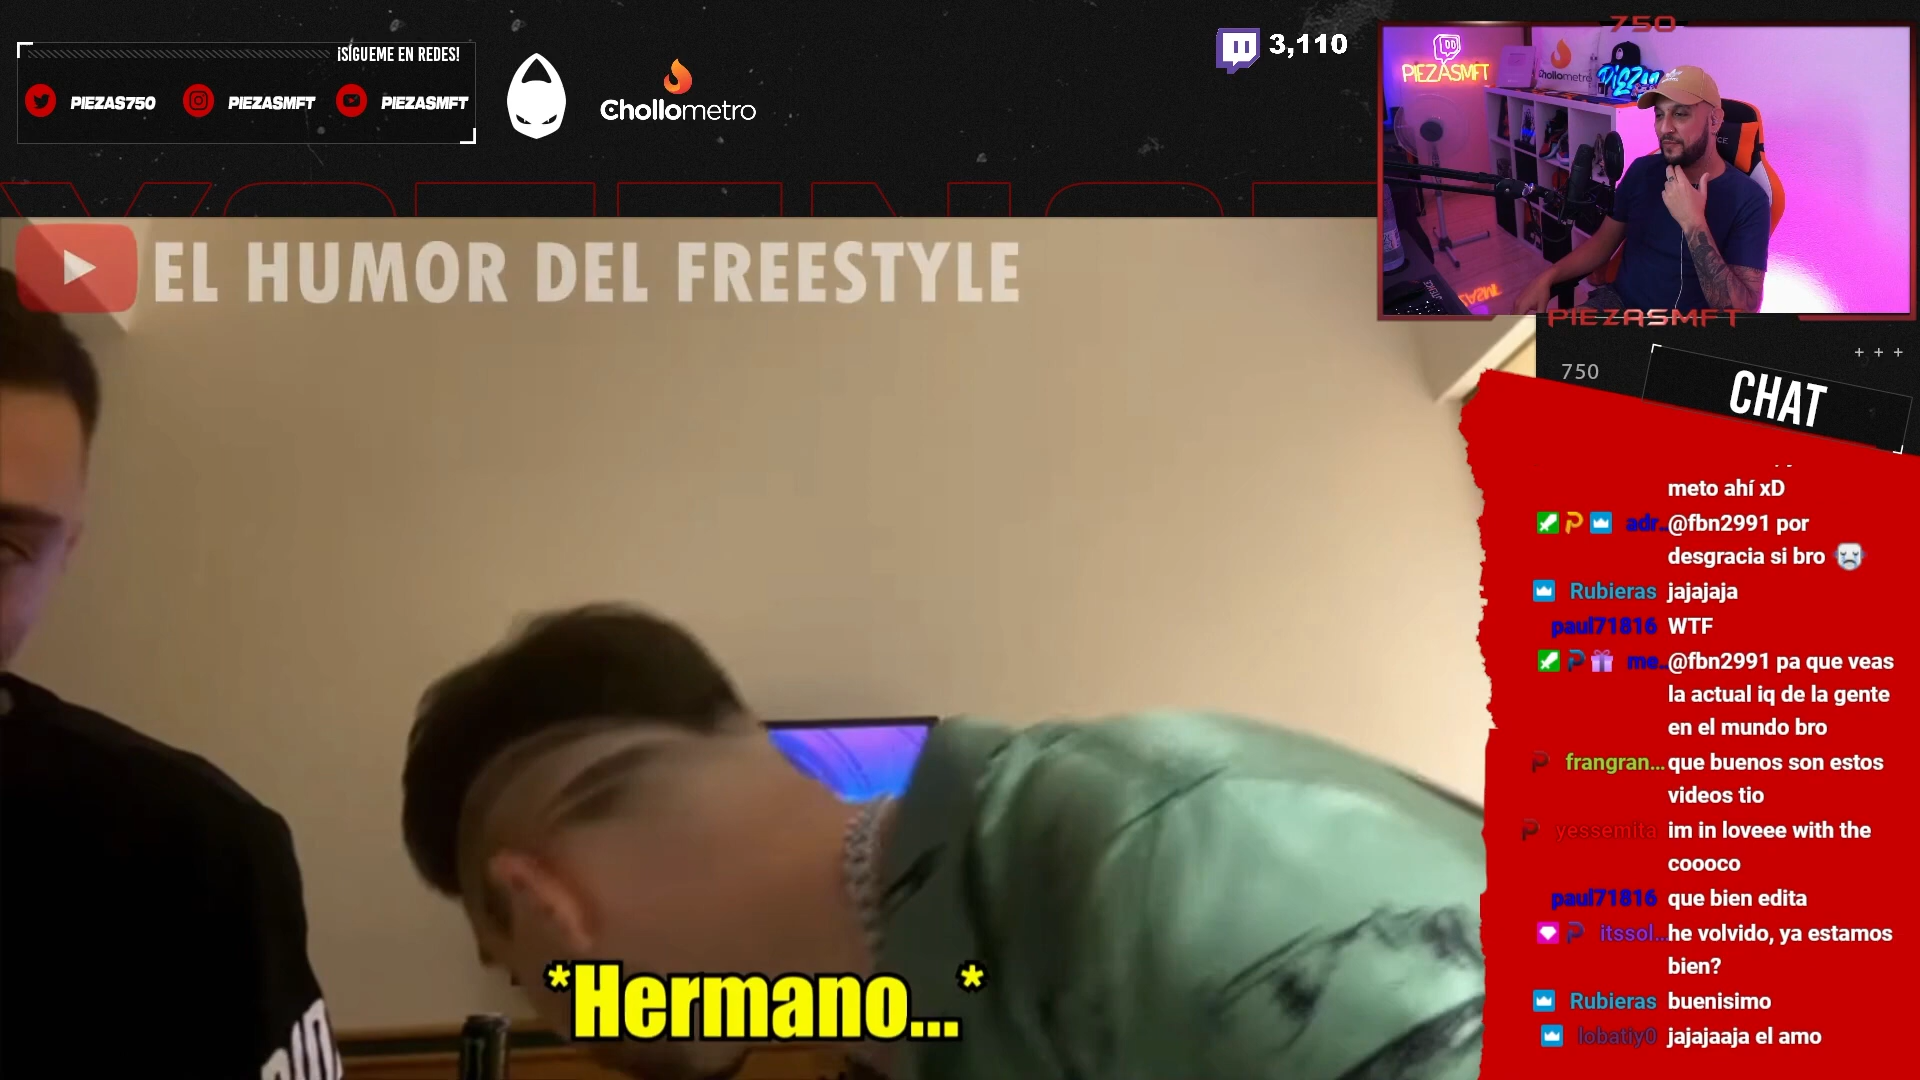 ¡SÍGUEME EN REDES!
PIEZAS750
PIEZASMFT
PIEZASMFT
Chollometro
3,110
750
PIEZASMFT
Chollometro
PIEZASMFT
EL HUMOR DEL FREESTYLE
750
CHAT
meto ahí xD
adr.. @fbn2991 por
desgracia si bro
Rubieras jajajaja
paul71816 WTF
me.. @fbn2991 pa que veas
la actual iq de la gente
en el mundo bro
frangran... que buenos son estos
videos tio
yessemita im in loveee with the
coooco
paul71816 que bien edita
itssol... he volvido, ya estamos
bien?
Rubieras buenisimo
lobatiy0 jajajaaja el amo
*Hermano...*